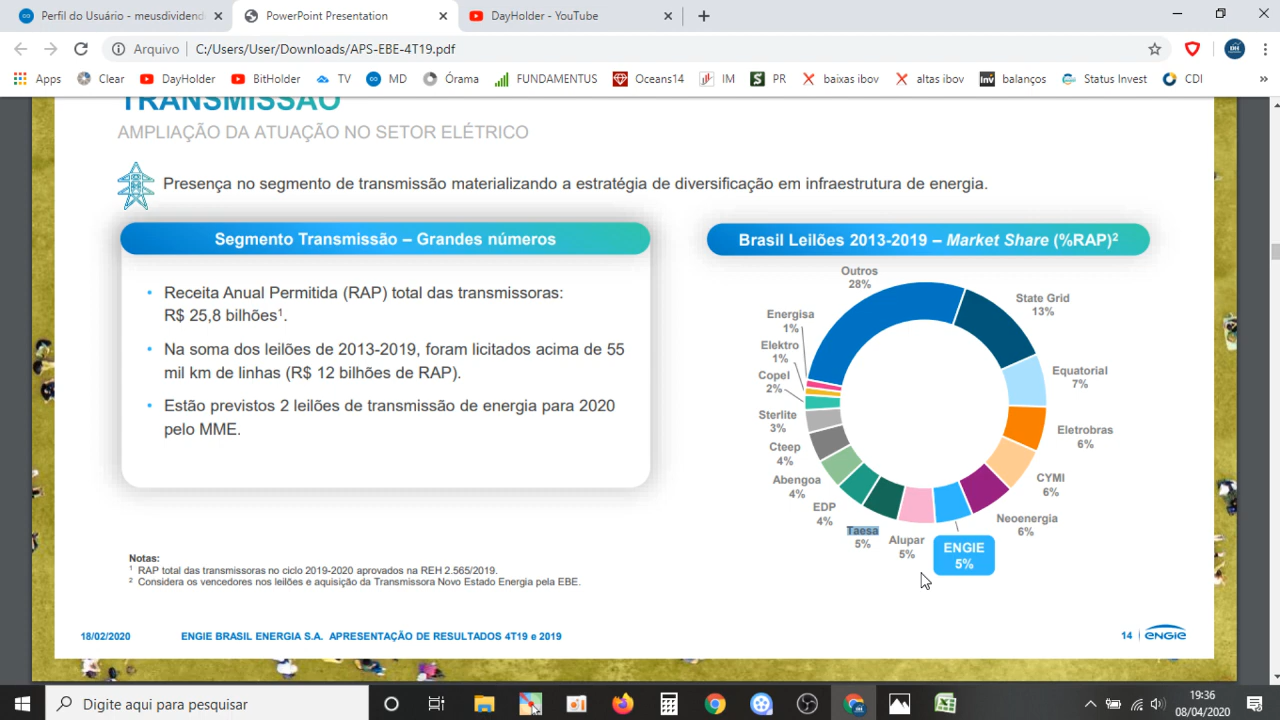 Perfil do Usuário - meusdividend
PowerPoint Presentation
DayHolder - YouTube
Arquivo
C:/Users/User/Downloads/APS-EBE-4T19.pdf
Apps
Clear
DayHolder
BitHolder
TV
MD
Órama
FUNDAMENTUS
Oceans14
IM
PR
baixas ibov
altas ibov
balanços
Status Invest
CDI
»
TRANSMISSÃO
AMPLIAÇÃO DA ATUAÇÃO NO SETOR ELÉTRICO
Presença no segmento de transmissão materializando a estratégia de diversificação em infraestrutura de energia.
Segmento Transmissão – Grandes números
• Receita Anual Permitida (RAP) total das transmissoras:
R$ 25,8 bilhões¹.
• Na soma dos leilões de 2013-2019, foram licitados acima de 55
mil km de linhas (R$ 12 bilhões de RAP).
• Estão previstos 2 leilões de transmissão de energia para 2020
pelo MME.
Brasil Leilões 2013-2019 – Market Share (%RAP)²
Outros
28%
State Grid
13%
Equatorial
7%
Eletrobras
6%
CYMI
6%
Neoenergia
6%
ENGIE
5%
Alupar
5%
Taesa
5%
EDP
4%
Abengoa
4%
Cteep
4%
Sterlite
3%
Copel
2%
Elektro
1%
Energisa
1%
Notas:
¹ RAP total das transmissoras no ciclo 2019-2020 aprovados na REH 2.565/2019.
² Considera os vencedores nos leilões e aquisição da Transmissora Novo Estado Energia pela EBE.
18/02/2020
ENGIE BRASIL ENERGIA S.A. APRESENTAÇÃO DE RESULTADOS 4T19 e 2019
14
ENGIE
Digite aqui para pesquisar
19:36
08/04/2020